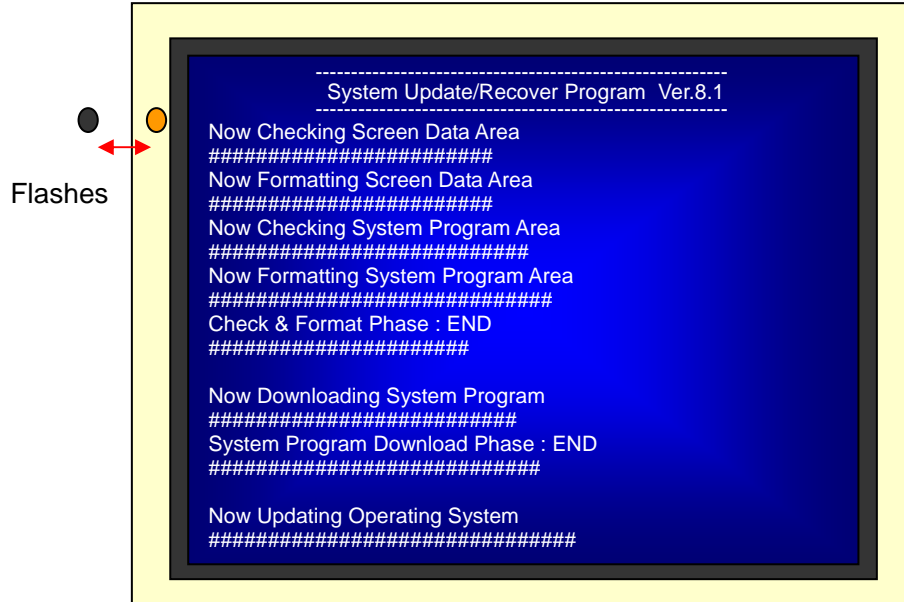 ------------------------------------------------------
System Update/Recover Program Ver.8.1
------------------------------------------------------
Now Checking Screen Data Area
########################
Now Formatting Screen Data Area
########################
Now Checking System Program Area
###########################
Now Formatting System Program Area
#############################
Check & Format Phase : END
######################
Now Downloading System Program
##########################
System Program Download Phase : END
############################
Now Updating Operating System
###############################
Flashes